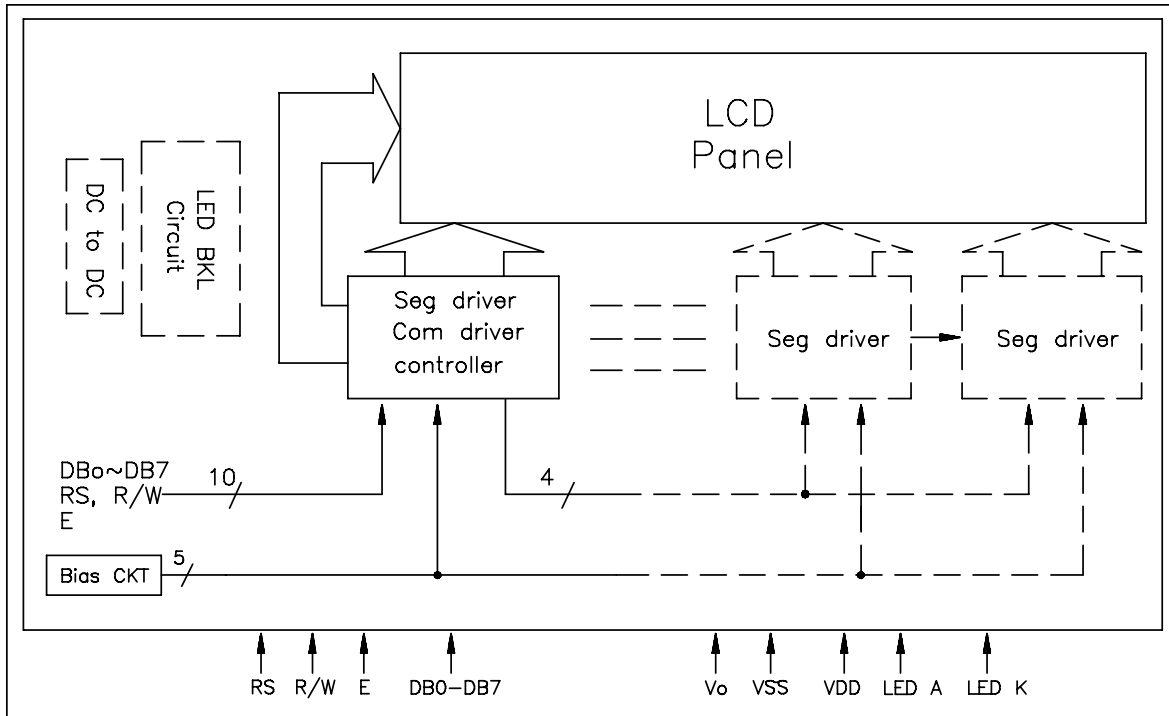 LCD
Panel
DC to DC
LED BKL
Circuit
Seg driver
Com driver
controller
Seg driver
Seg driver
DBo~DB7
RS, R/W
E
10
4
Bias CKT
5
RS
R/W
E
DB0-DB7
Vo
VSS
VDD
LED A
LED K